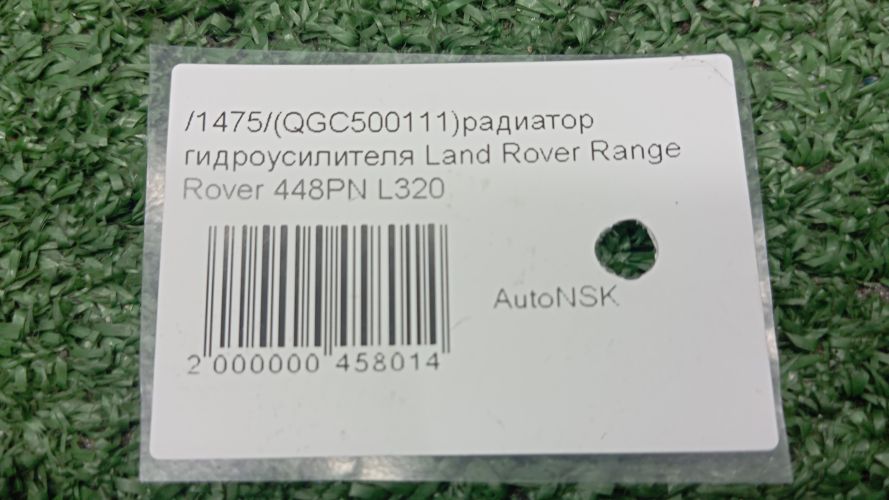 /1475/(QGC500111)радиатор
гидроусилителя Land Rover Range
Rover 448PN L320
AutoNSK
2 000000 458014